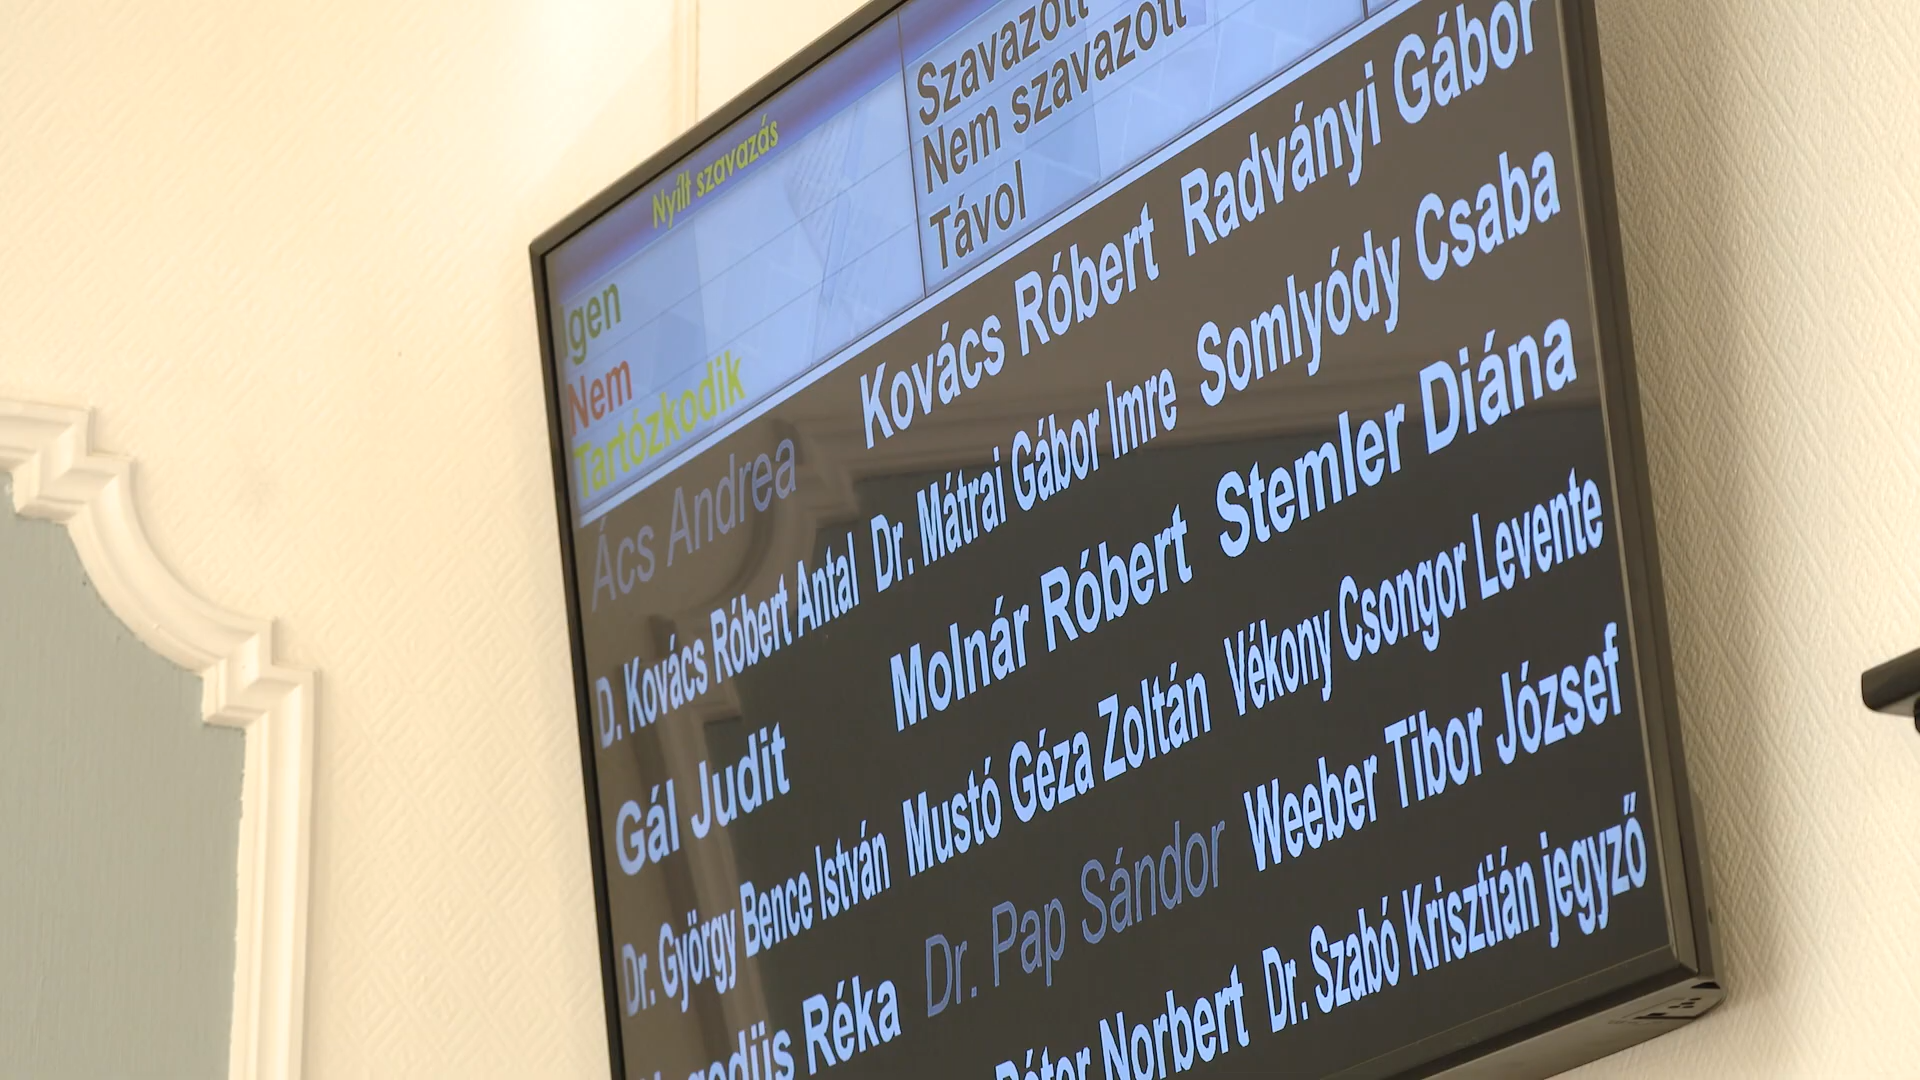 Nyílt szavazás
Igen
Nem
Tartózkodik
Szavazott
Nem szavazott
Távol
Ács Andrea
D. Kovács Róbert Antal
Gál Judit
Dr. György Bence István
Réka
Kovács Róbert
Dr. Mátrai Gábor Imre
Molnár Róbert
Mustó Géza Zoltán
Dr. Pap Sándor
Norbert
Radványi Gábor
Somlyódy Csaba
Stemler Diána
Vékony Csongor Levente
Weeber Tibor József
Dr. Szabó Krisztián jegyző